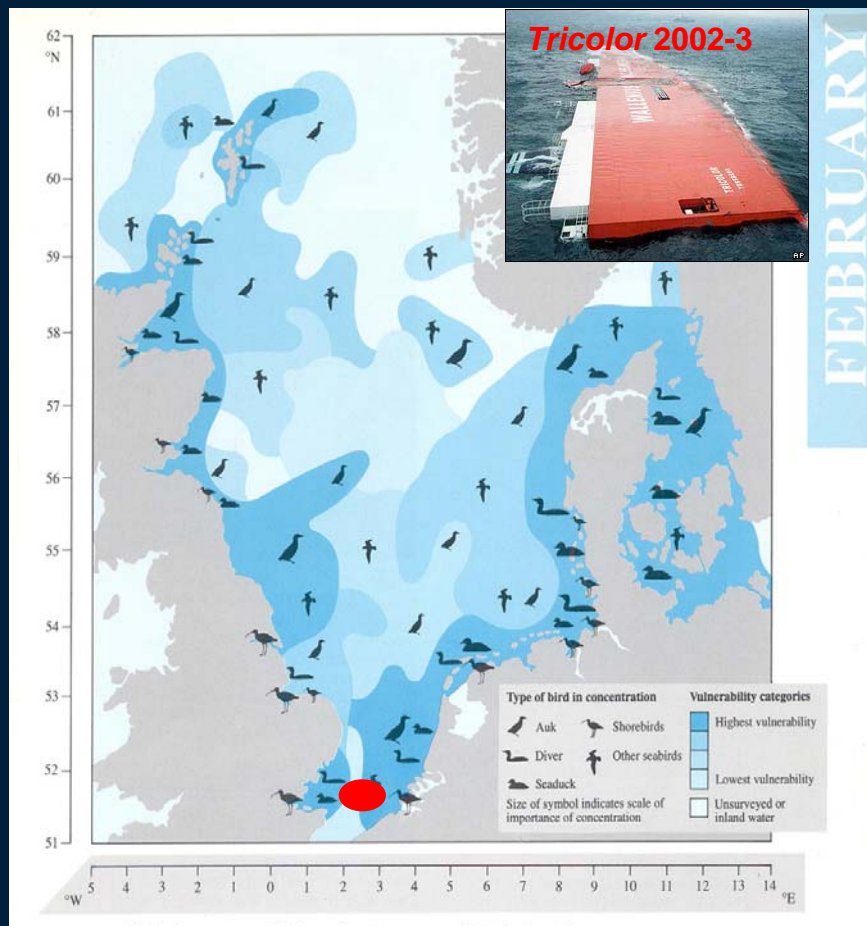 Tricolor 2002-3
WALLENIUS
TRICOLOR
AP
FEBRUARY
62
°N
61
60
59
58
57
56
55
54
53
52
51
Type of bird in concentration
Auk
Shorebirds
Diver
Other seabirds
Seaduck
Size of symbol indicates scale of
importance of concentration
Vulnerability categories
Highest vulnerability
Lowest vulnerability
Unsurveyed or
inland water
°W
5 4 3 2 1 0 1 2 3 4 5 6 7 8 9 10 11 12 13 14
°E